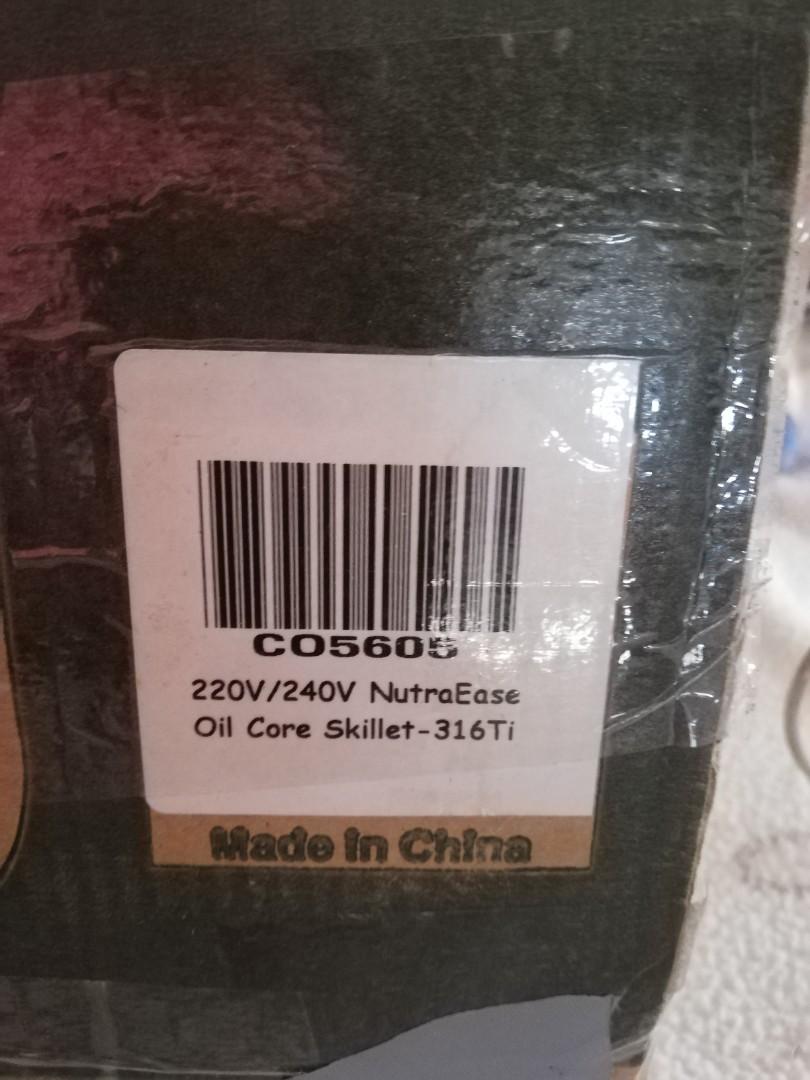 CO5605
220V/240V NutraEase
Oil Core Skillet-316Ti
Made in China